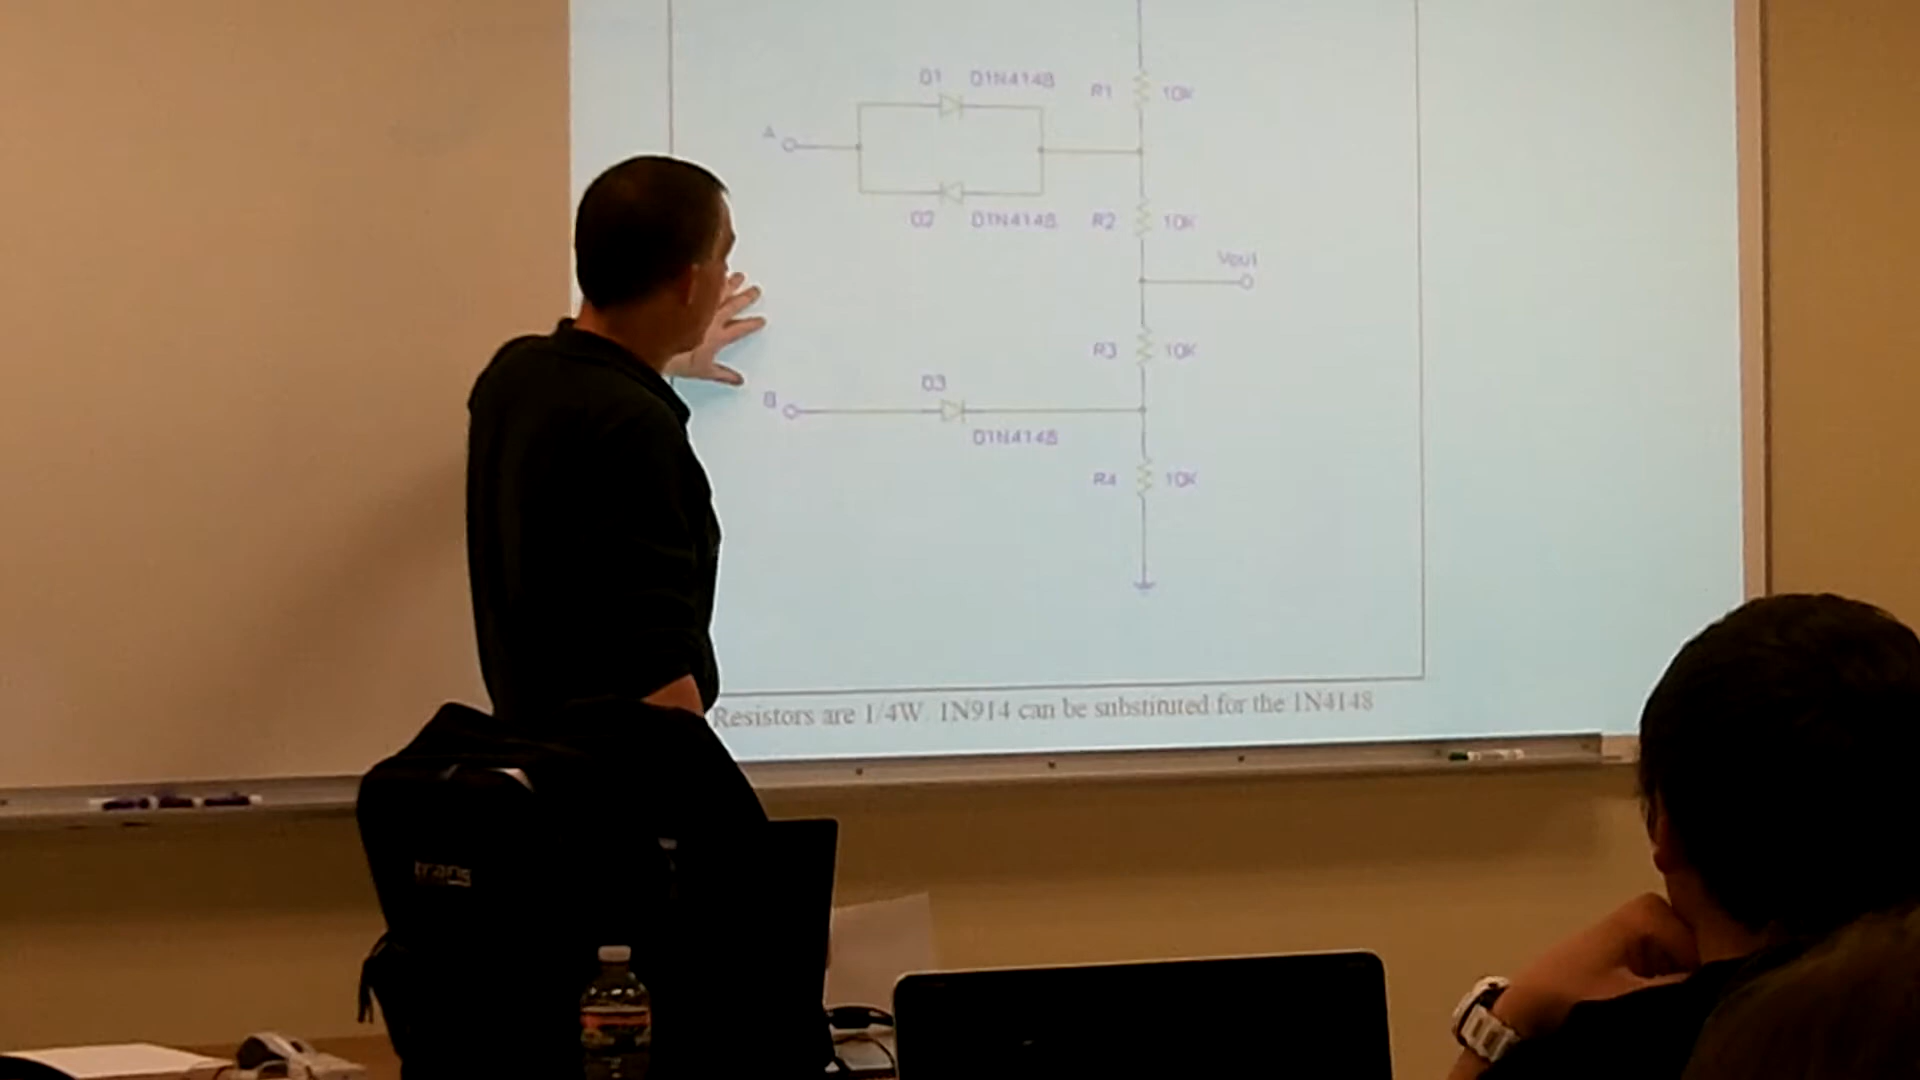 D1 D1N4148
R1 10K
A
D2 D1N4148 R2 10K
Vout
R3 10K
D3
B
D1N4148
R4 10K
Resistors are 1/4W. 1N914 can be substituted for the 1N4148
trans